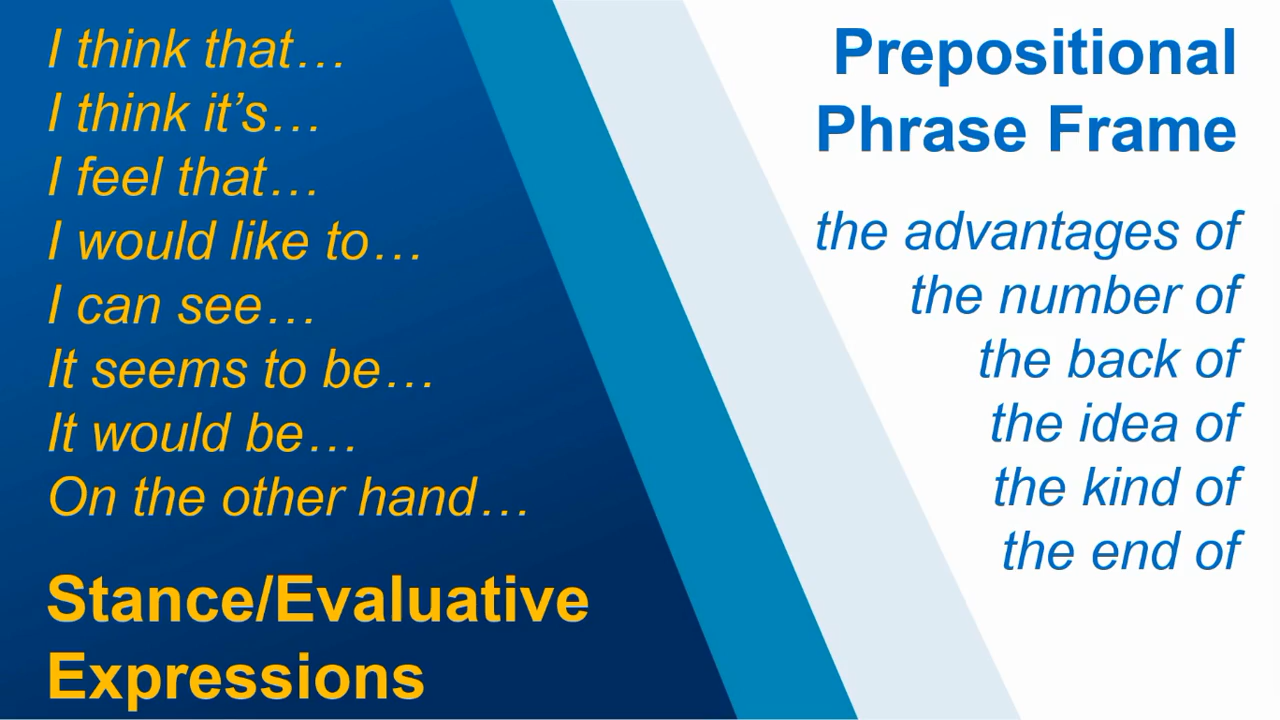 I think that…
I think it’s…
I feel that…
I would like to…
I can see…
It seems to be…
It would be…
On the other hand…
Stance/Evaluative
Expressions
Prepositional
Phrase Frame
the advantages of
the number of
the back of
the idea of
the kind of
the end of